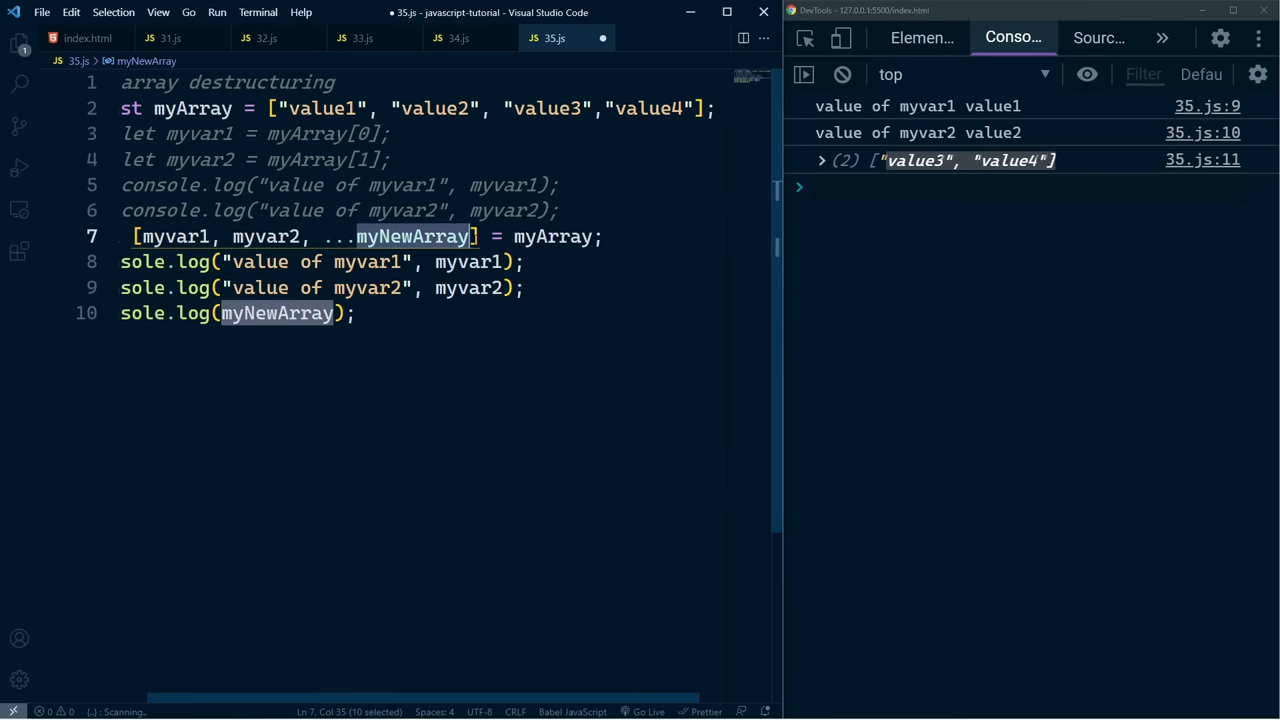 File Edit Selection View Go Run Terminal Help ● 35.js - javascript-tutorial - Visual Studio Code
index.html JS 31.js JS 32.js JS 33.js JS 34.js JS 35.js
JS 35.js › myNewArray
1 array destructuring
2 st myArray = ["value1", "value2", "value3","value4"];
3 let myvar1 = myArray[0];
4 let myvar2 = myArray[1];
5 console.log("value of myvar1", myvar1);
6 console.log("value of myvar2", myvar2);
7 [myvar1, myvar2, ...myNewArray] = myArray;
8 sole.log("value of myvar1", myvar1);
9 sole.log("value of myvar2", myvar2);
10 sole.log(myNewArray);
1
0 0 {..} : Scanning.. Ln 7, Col 35 (10 selected) Spaces: 4 UTF-8 CRLF Babel JavaScript Go Live Prettier
DevTools - 127.0.0.1:5500/index.html
Elemen... Conso... Sourc... »
top ▼ Filter Defau
value of myvar1 value1 35.js:9
value of myvar2 value2 35.js:10
(2) ["value3", "value4"] 35.js:11